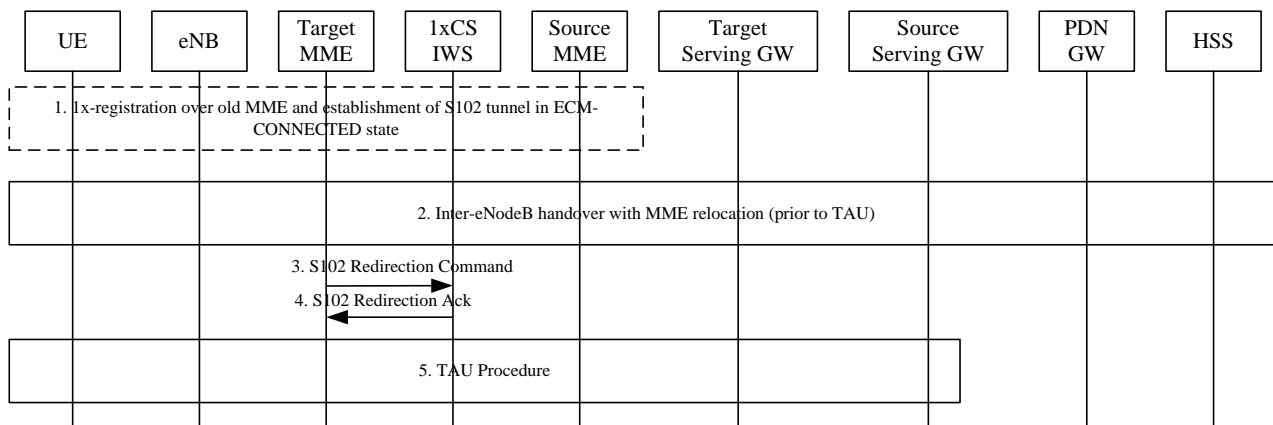 UE
eNB
Target
MME
1xCS
IWS
Source
MME
Target
Serving GW
Source
Serving GW
PDN
GW
HSS
1. 1x-registration over old MME and establishment of S102 tunnel in ECM-
CONNECTED state
2. Inter-eNodeB handover with MME relocation (prior to TAU)
3. S102 Redirection Command
4. S102 Redirection Ack
5. TAU Procedure